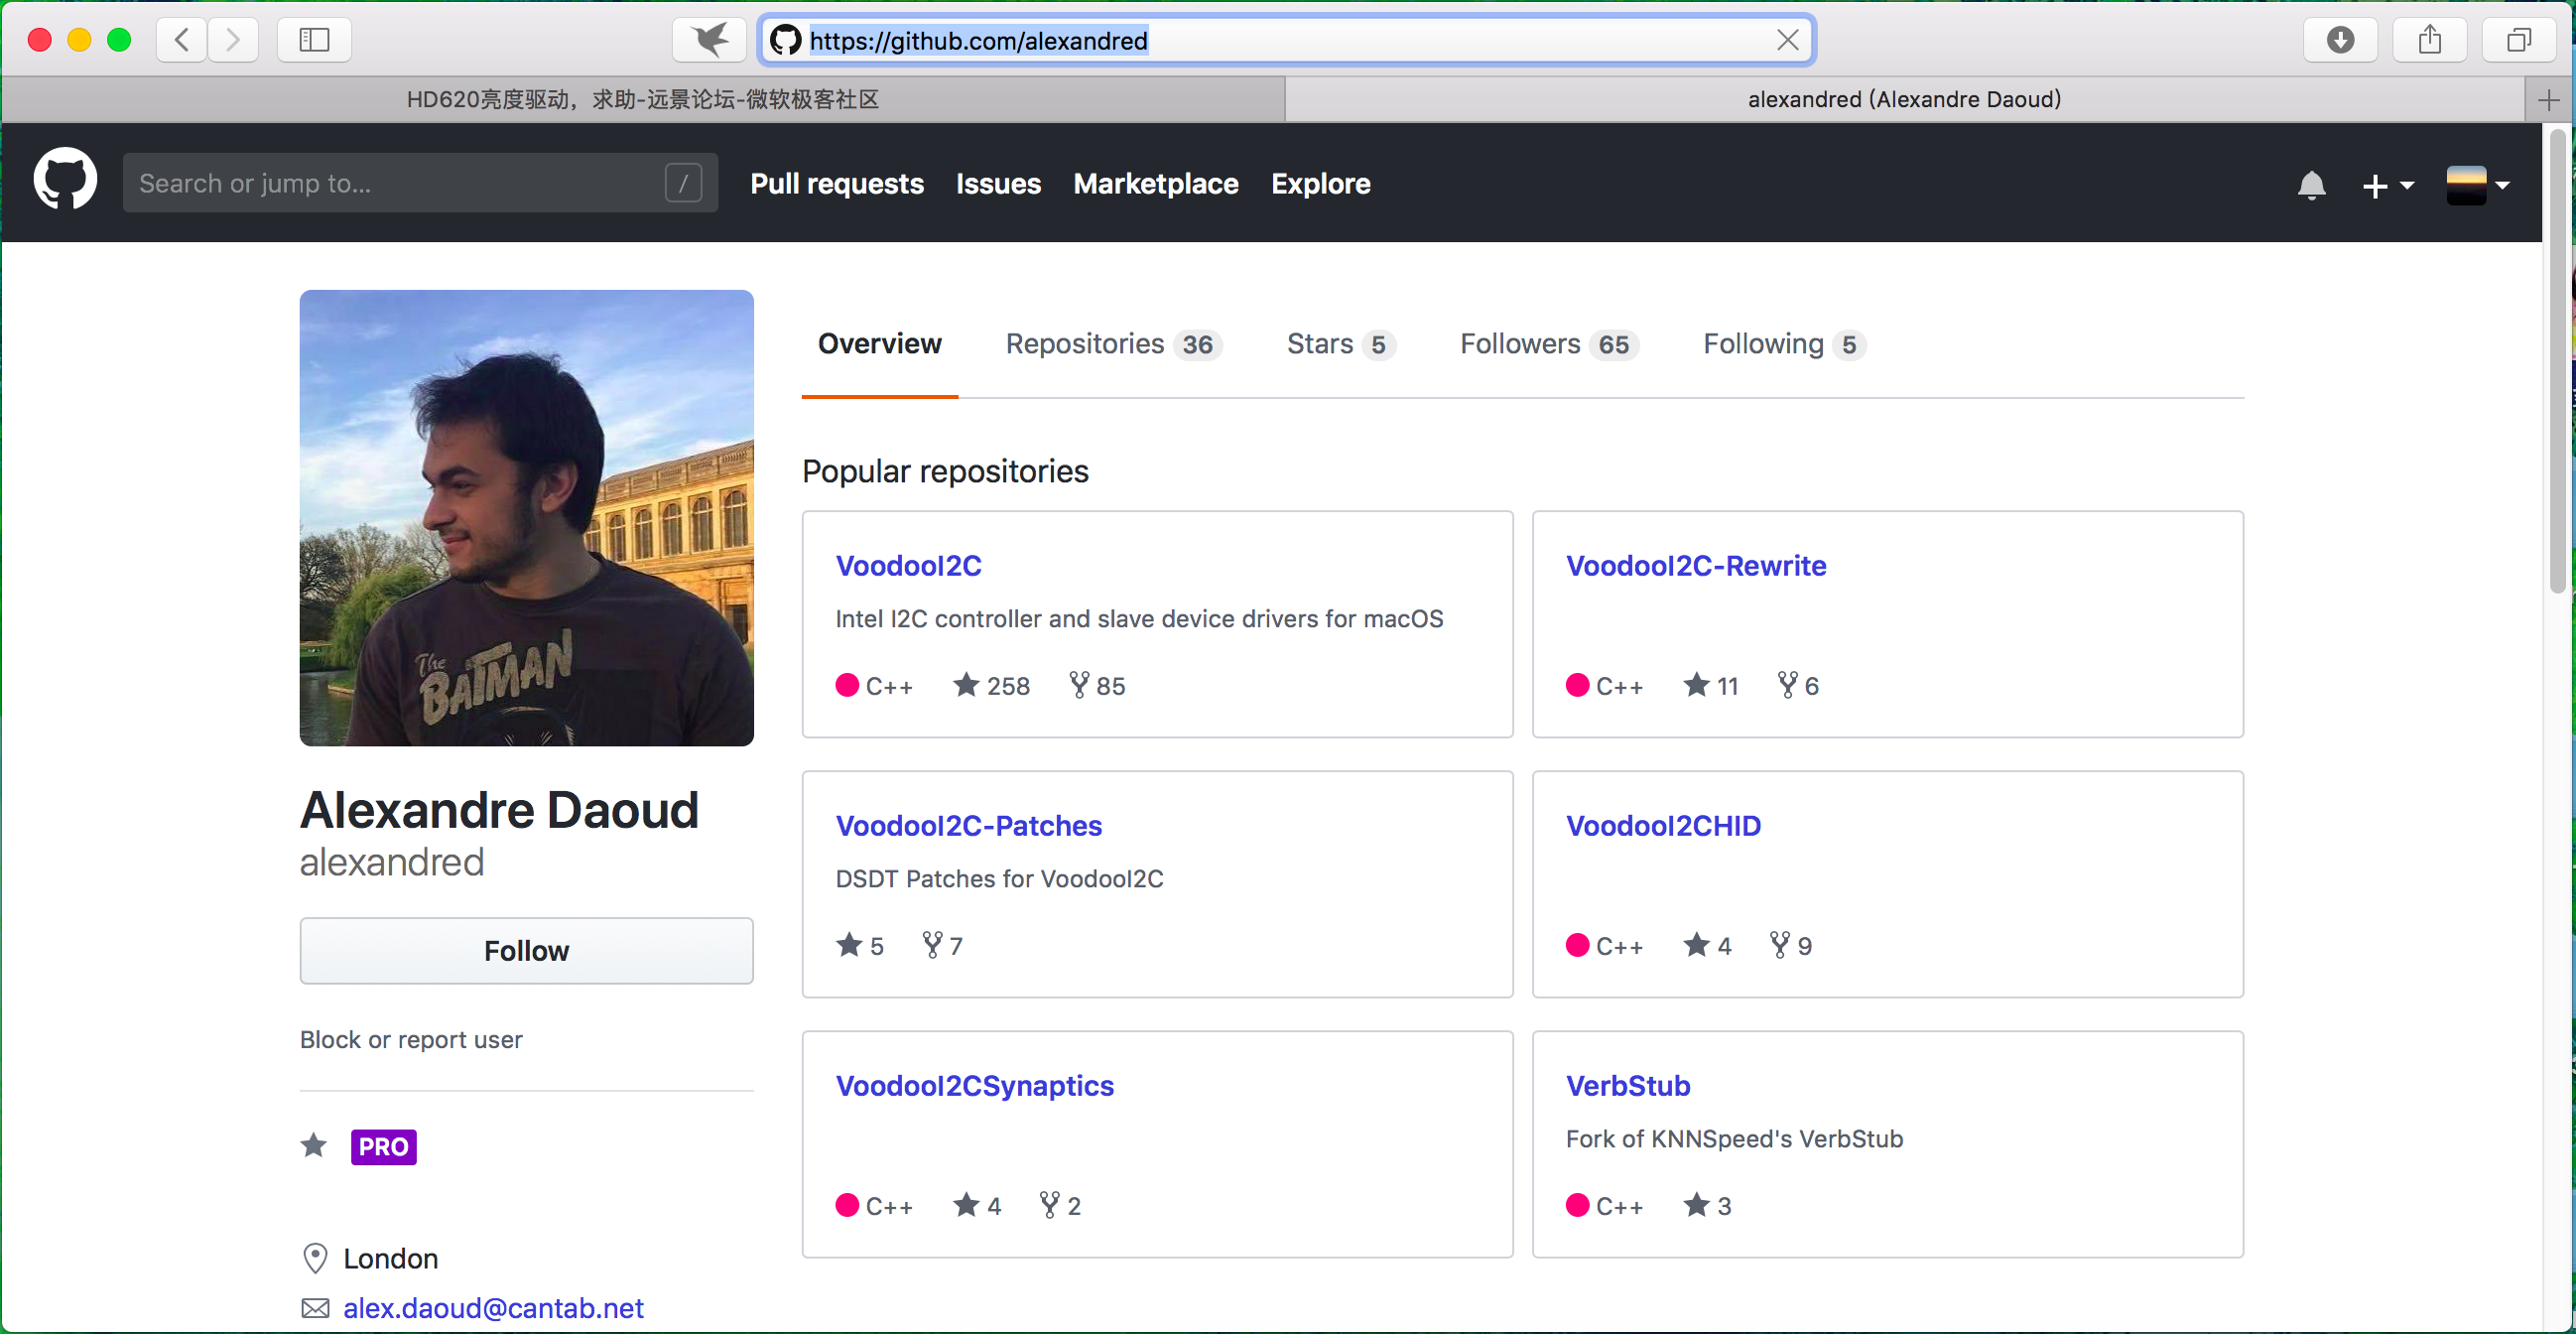 https://github.com/alexandred
HD620亮度驱动，求助-远景论坛-微软极客社区
alexandred (Alexandre Daoud)
Search or jump to...
/
Pull requests
Issues
Marketplace
Explore
Overview
Repositories 36
Stars 5
Followers 65
Following 5
The
BATMAN
Alexandre Daoud
alexandred
Follow
Block or report user
PRO
London
alex.daoud@cantab.net
Popular repositories
VoodooI2C
Intel I2C controller and slave device drivers for macOS
C++ 258 85
VoodooI2C-Rewrite
C++ 11 6
VoodooI2C-Patches
DSDT Patches for VoodooI2C
5 7
VoodooI2CHID
C++ 4 9
VoodooI2CSynaptics
C++ 4 2
VerbStub
Fork of KNNSpeed's VerbStub
C++ 3